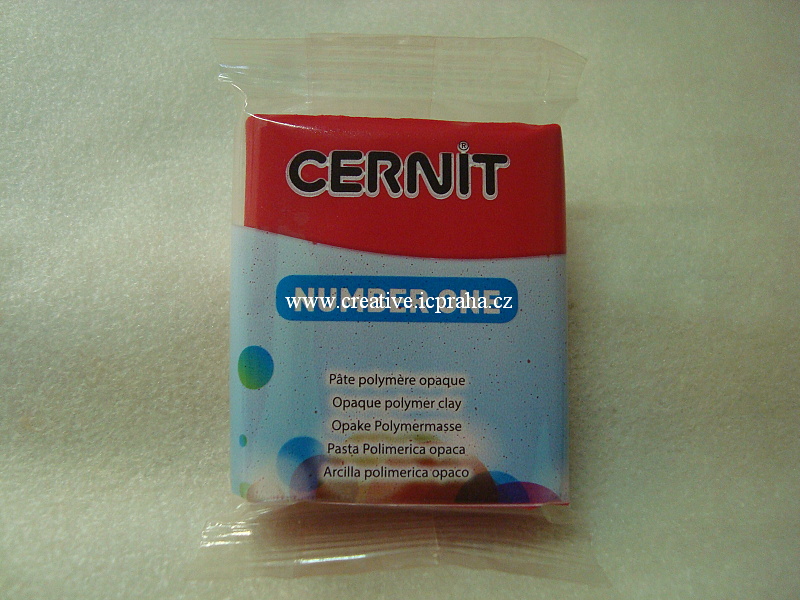 CERNiT®
NUMBER ONE
www.creative.icpraha.cz
Pâte polymère opaque
Opaque polymer clay
Opake Polymermasse
Pasta Polimerica opaca
Arcilla polimerica opaco